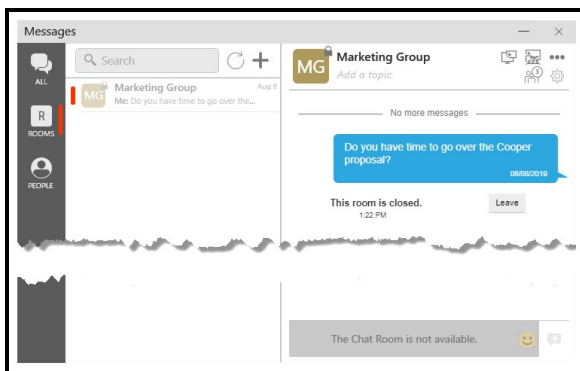 Messages
ALL
R
ROOMS
PEOPLE
Search
MG
Marketing Group
Aug 8
Me: Do you have time to go over the...
MG
Marketing Group
Add a topic
3
No more messages
Do you have time to go over the Cooper
proposal?
08/08/2019
This room is closed.
Leave
1:22 PM
The Chat Room is not available.